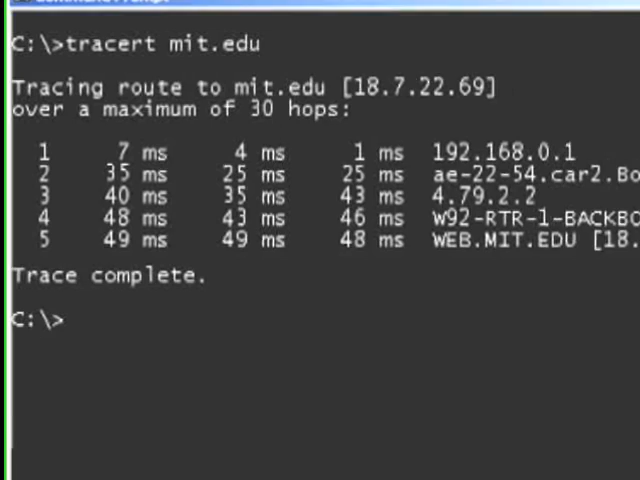 C:\>tracert mit.edu
Tracing route to mit.edu [18.7.22.69]
over a maximum of 30 hops:
1 7 ms 4 ms 1 ms 192.168.0.1
2 35 ms 25 ms 25 ms ae-22-54.car2.Bo
3 40 ms 35 ms 43 ms 4.79.2.2
4 48 ms 43 ms 46 ms W92-RTR-1-BACKBO
5 49 ms 49 ms 48 ms WEB.MIT.EDU [18.
Trace complete.
C:\>